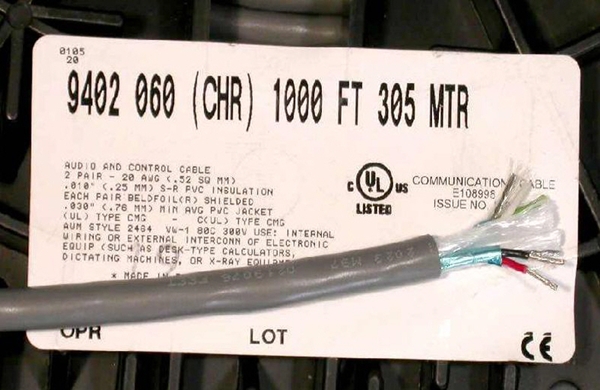 0105
20
9402 060 (CHR) 1000 FT 305 MTR
AUDIO AND CONTROL CABLE
2 PAIR - 20 AWG (.52 SQ MM)
.010" (.25 MM) S-R PVC INSULATION
EACH PAIR BELDFOIL(R) SHIELDED
.030" (.76 MM) MIN AVG PVC JACKET
(UL) TYPE CMG - C(UL) TYPE CMG
AWM STYLE 2464 VW-1 80C 300V USE: INTERNAL
WIRING OR EXTERNAL INTERCONN OF ELECTRONIC
EQUIP (SUCH AS DESK-TYPE CALCULATORS,
DICTATING MACHINES, OR X-RAY EQUIPME
* MADE IN
C UL US
LISTED
COMMUNICATION CABLE
E108998
ISSUE NO
OPR LOT
CE